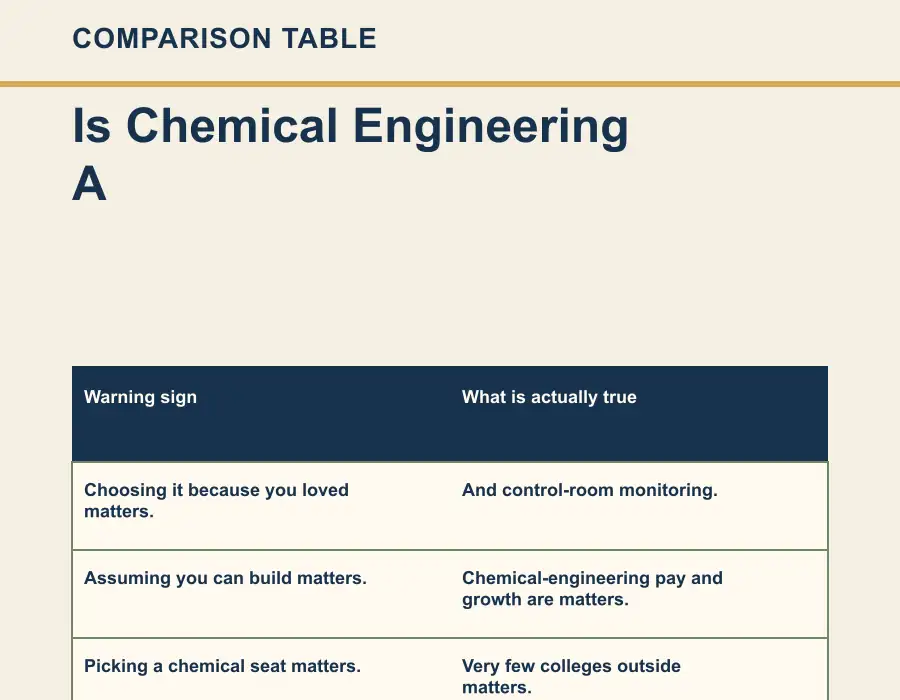 COMPARISON TABLE
Is Chemical Engineering
A
Warning sign
What is actually true
Choosing it because you loved
matters.
And control-room monitoring.
Assuming you can build matters.
Chemical-engineering pay and
growth are matters.
Picking a chemical seat matters.
Very few colleges outside
matters.